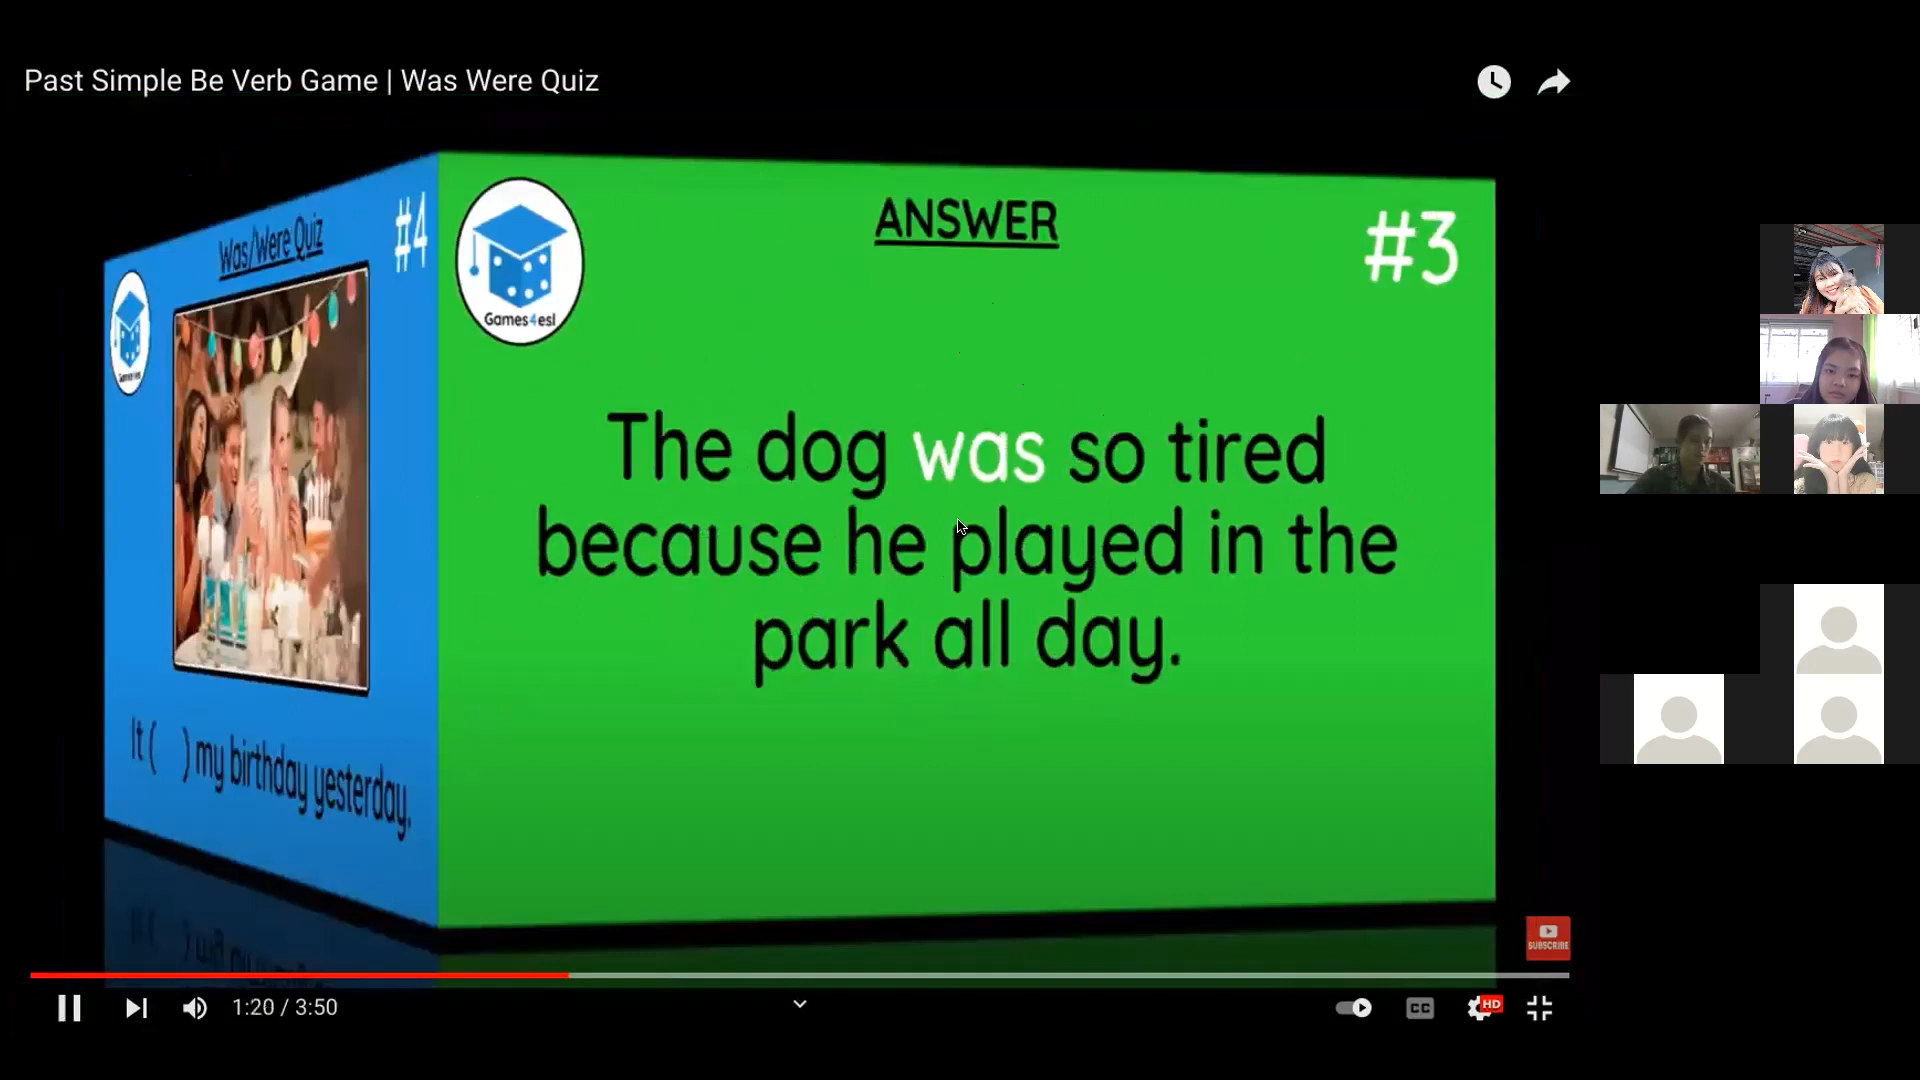 Past Simple Be Verb Game | Was Were Quiz
Was/Were Quiz
#4
Games4esl
It ( ) my birthday yesterday.
ANSWER
#3
Games4esl
The dog was so tired
because he played in the
park all day.
SUBSCRIBE
1:20 / 3:50
CC
HD